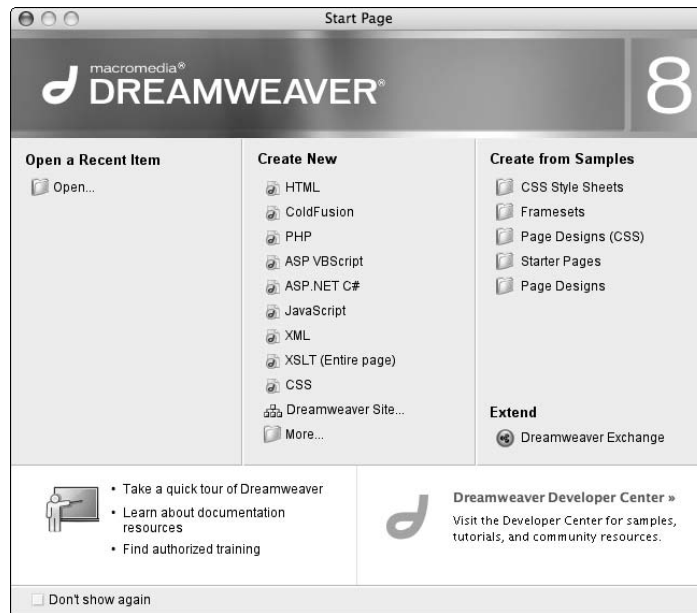 Start Page
macromedia®
DREAMWEAVER®
8
Open a Recent Item
Open...
Create New
HTML
ColdFusion
PHP
ASP VBScript
ASP.NET C#
JavaScript
XML
XSLT (Entire page)
CSS
Dreamweaver Site...
More...
Create from Samples
CSS Style Sheets
Framesets
Page Designs (CSS)
Starter Pages
Page Designs
Extend
Dreamweaver Exchange
• Take a quick tour of Dreamweaver
• Learn about documentation
resources
• Find authorized training
Dreamweaver Developer Center »
Visit the Developer Center for samples,
tutorials, and community resources.
Don't show again